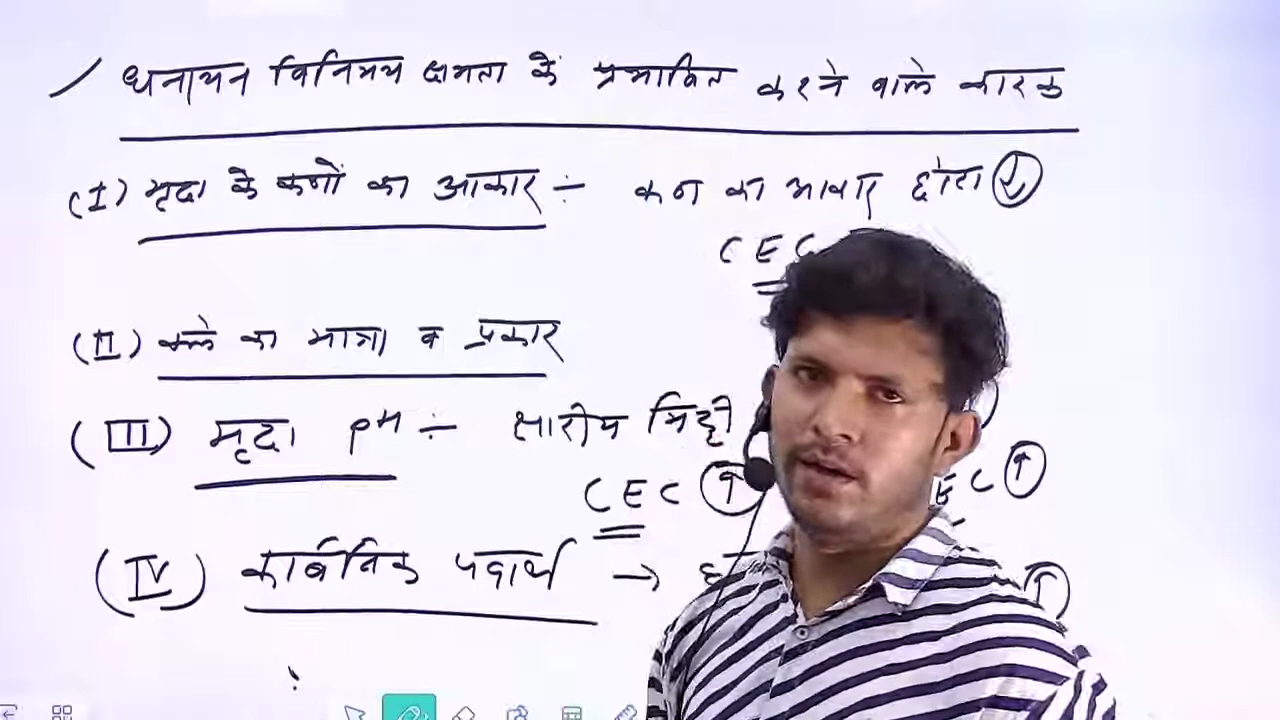 धनायन विनिमय क्षमता के प्रभावित करने वाले कारक
(I) मृदा के कणों का आकार ÷ कण का आकार छोटा ↓
CEC
(II) क्ले का मात्रा व प्रकार
(III) मृदा pH ÷ क्षारीय मिट्टी
CEC ↑ EC ↑
(IV) कार्बनिक पदार्थ → ↑